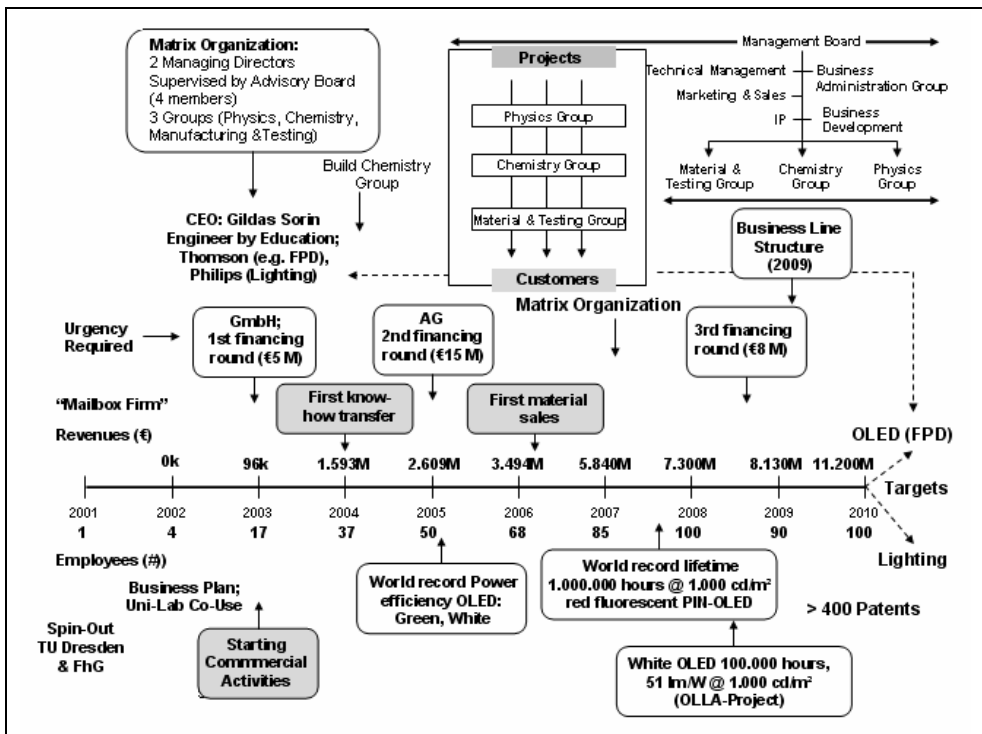 Matrix Organization:
2 Managing Directors
Supervised by Advisory Board
(4 members)
3 Groups (Physics, Chemistry,
Manufacturing &Testing)
Build Chemistry
Group
CEO: Gildas Sorin
Engineer by Education;
Thomson (e.g. FPD),
Philips (Lighting)
Projects
Physics Group
Chemistry Group
Material & Testing Group
Customers
Matrix Organization
Management Board
Technical Management
Business
Administration Group
Marketing & Sales
IP
Business
Development
Material &
Testing Group
Chemistry
Group
Physics
Group
Business Line
Structure
(2009)
Urgency
Required
GmbH;
1st financing
round (€5 M)
AG
2nd financing
round (€15 M)
3rd financing
round (€8 M)
"Mailbox Firm"
First know-
how transfer
First material
sales
Revenues (€)
OLED (FPD)
0k 96k 1.593M 2.609M 3.494M 5.840M 7.300M 8.130M 11.200M
Targets
2001 2002 2003 2004 2005 2006 2007 2008 2009 2010
1 4 17 37 50 68 85 100 90 100
Employees (#)
Lighting
Business Plan;
Uni-Lab Co-Use
Spin-Out
TU Dresden
& FhG
Starting
Commmercial
Activities
World record Power
efficiency OLED:
Green, White
World record lifetime
1.000.000 hours @ 1.000 cd/m²
red fluorescent PIN-OLED
> 400 Patents
White OLED 100.000 hours,
51 lm/W @ 1.000 cd/m²
(OLLA-Project)